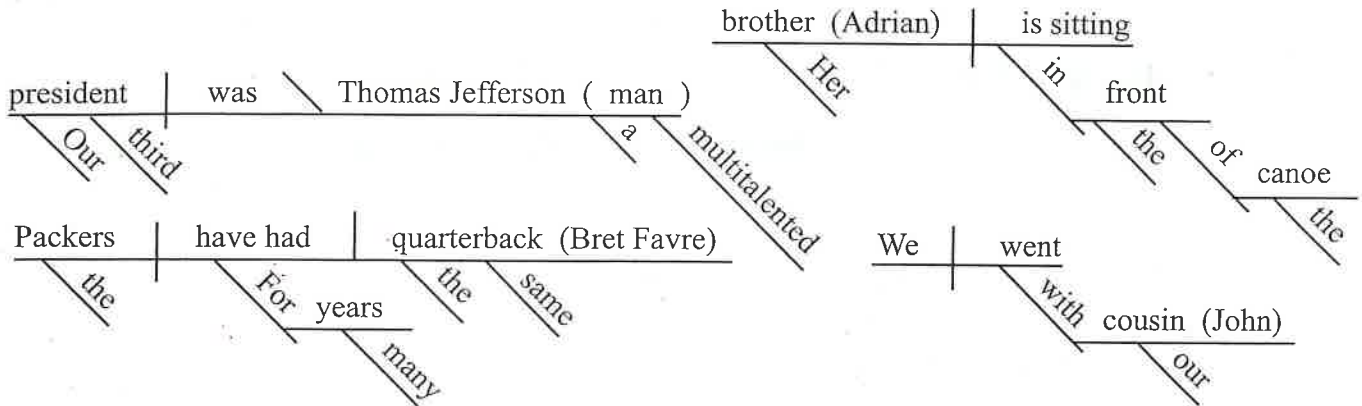 president was Thomas Jefferson ( man )
Our third a multitalented
brother (Adrian) is sitting
Her in front
the of canoe
the
Packers have had quarterback (Bret Favre)
the For years the same
many
We went
with cousin (John)
our